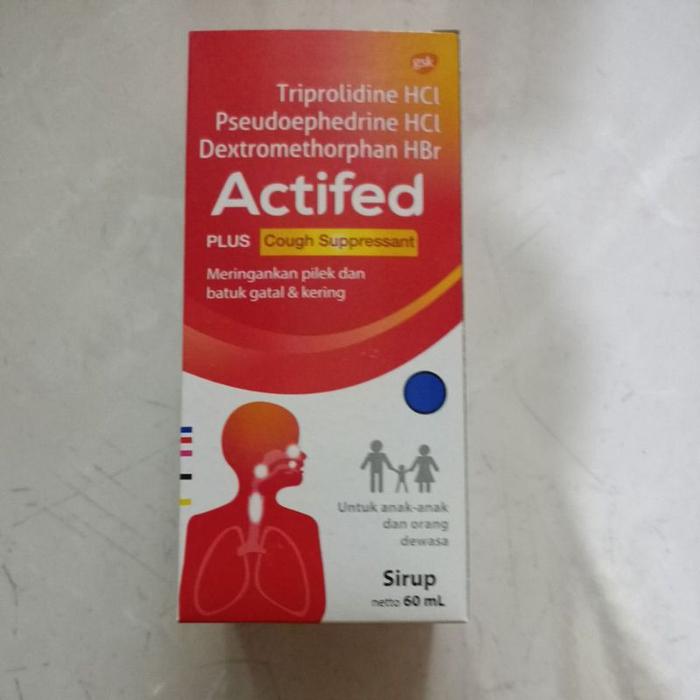 gsk
Triprolidine HCl
Pseudoephedrine HCl
Dextromethorphan HBr
Actifed
PLUS Cough Suppressant
Meringankan pilek dan
batuk gatal & kering
Untuk anak-anak
dan orang
dewasa
Sirup
netto 60 mL